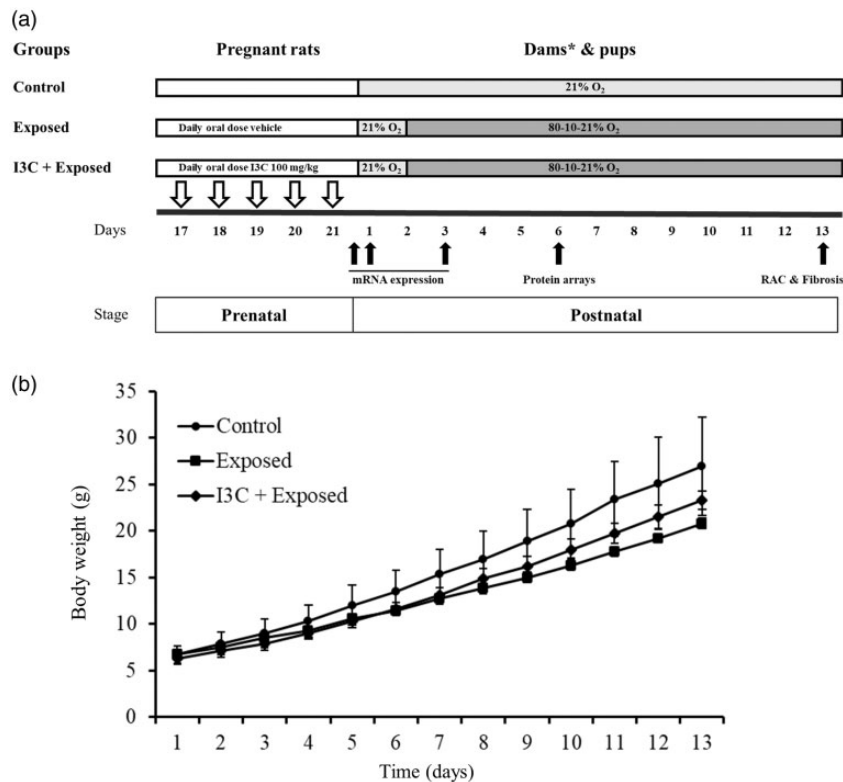 (a)
Groups Pregnant rats Dams* & pups
Control 21% O₂
Exposed Daily oral dose vehicle 21% O₂ 80-10-21% O₂
I3C + Exposed Daily oral dose I3C 100 mg/kg 21% O₂ 80-10-21% O₂
Days 17 18 19 20 21 1 2 3 4 5 6 7 8 9 10 11 12 13
mRNA expression Protein arrays RAC & Fibrosis
Stage Prenatal Postnatal
(b)
35
30
25
20
15
10
5
0
Body weight (g)
Control
Exposed
I3C + Exposed
1 2 3 4 5 6 7 8 9 10 11 12 13
Time (days)